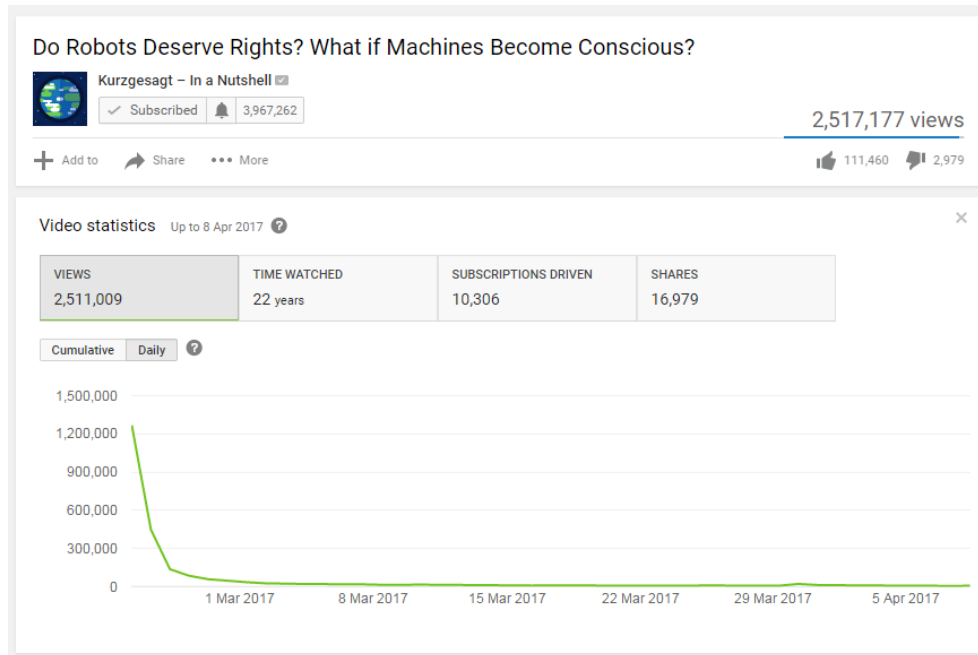 Do Robots Deserve Rights? What if Machines Become Conscious?
Kurzgesagt – In a Nutshell
Subscribed 3,967,262
2,517,177 views
Add to Share More 111,460 2,979
Video statistics Up to 8 Apr 2017 ?
VIEWS TIME WATCHED SUBSCRIPTIONS DRIVEN SHARES
2,511,009 22 years 10,306 16,979
Cumulative Daily ?
1,500,000
1,200,000
900,000
600,000
300,000
0
1 Mar 2017 8 Mar 2017 15 Mar 2017 22 Mar 2017 29 Mar 2017 5 Apr 2017